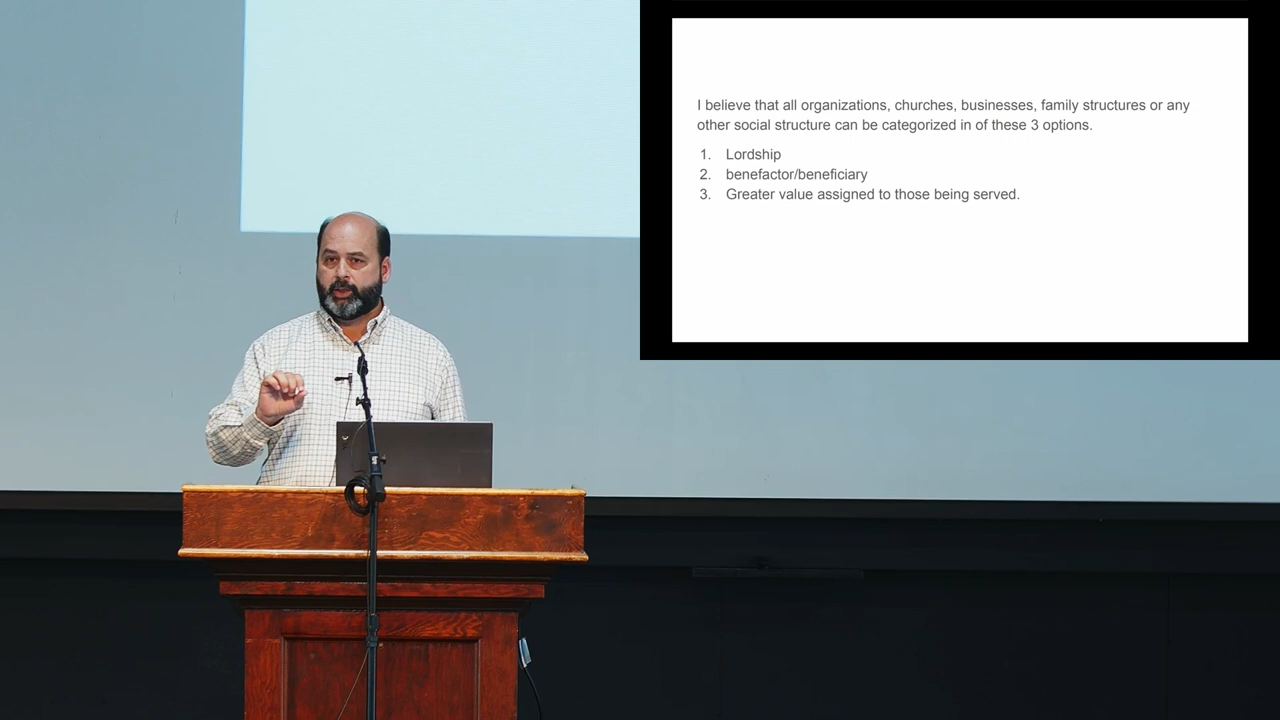 I believe that all organizations, churches, businesses, family structures or any
other social structure can be categorized in of these 3 options.
1. Lordship
2. benefactor/beneficiary
3. Greater value assigned to those being served.